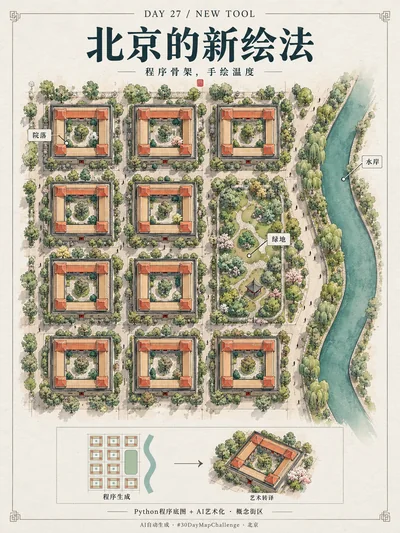 DAY 27 / NEW TOOL
北京的新绘法
程序骨架，手绘温度
院落
水岸
绿地
程序生成
艺术转译
Python程序底图 + AI艺术化 · 概念街区
AI自动生成 · #30DayMapChallenge · 北京